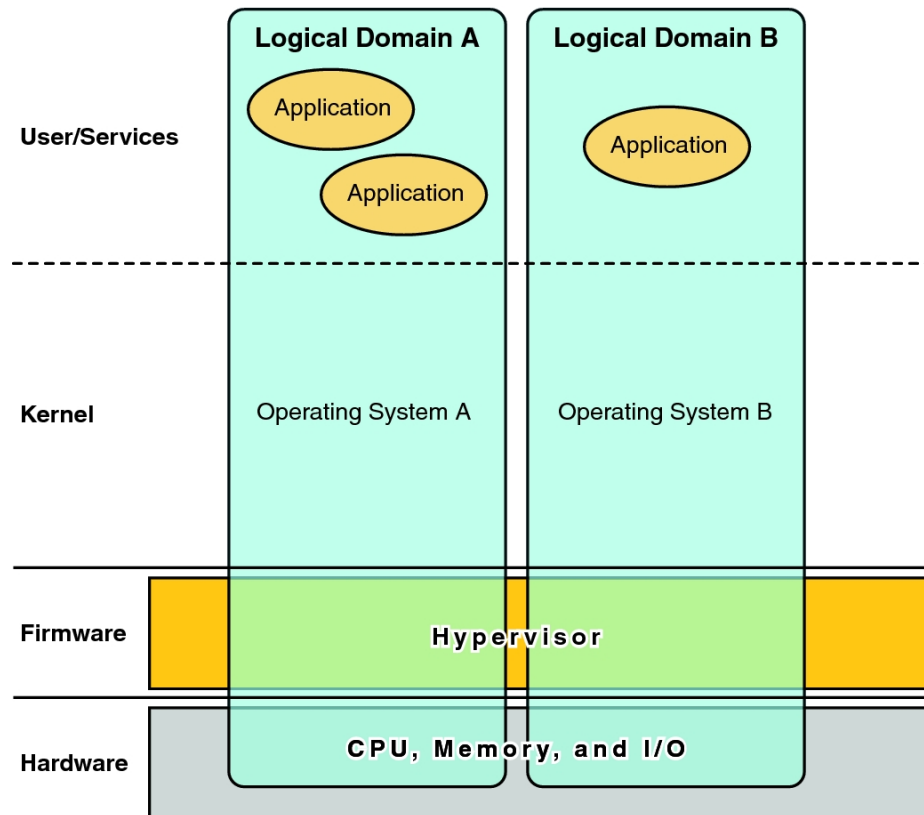 Logical Domain A
Logical Domain B
Application
Application
Application
User/Services
Kernel
Operating System A
Operating System B
Firmware
Hypervisor
Hardware
CPU, Memory, and I/O